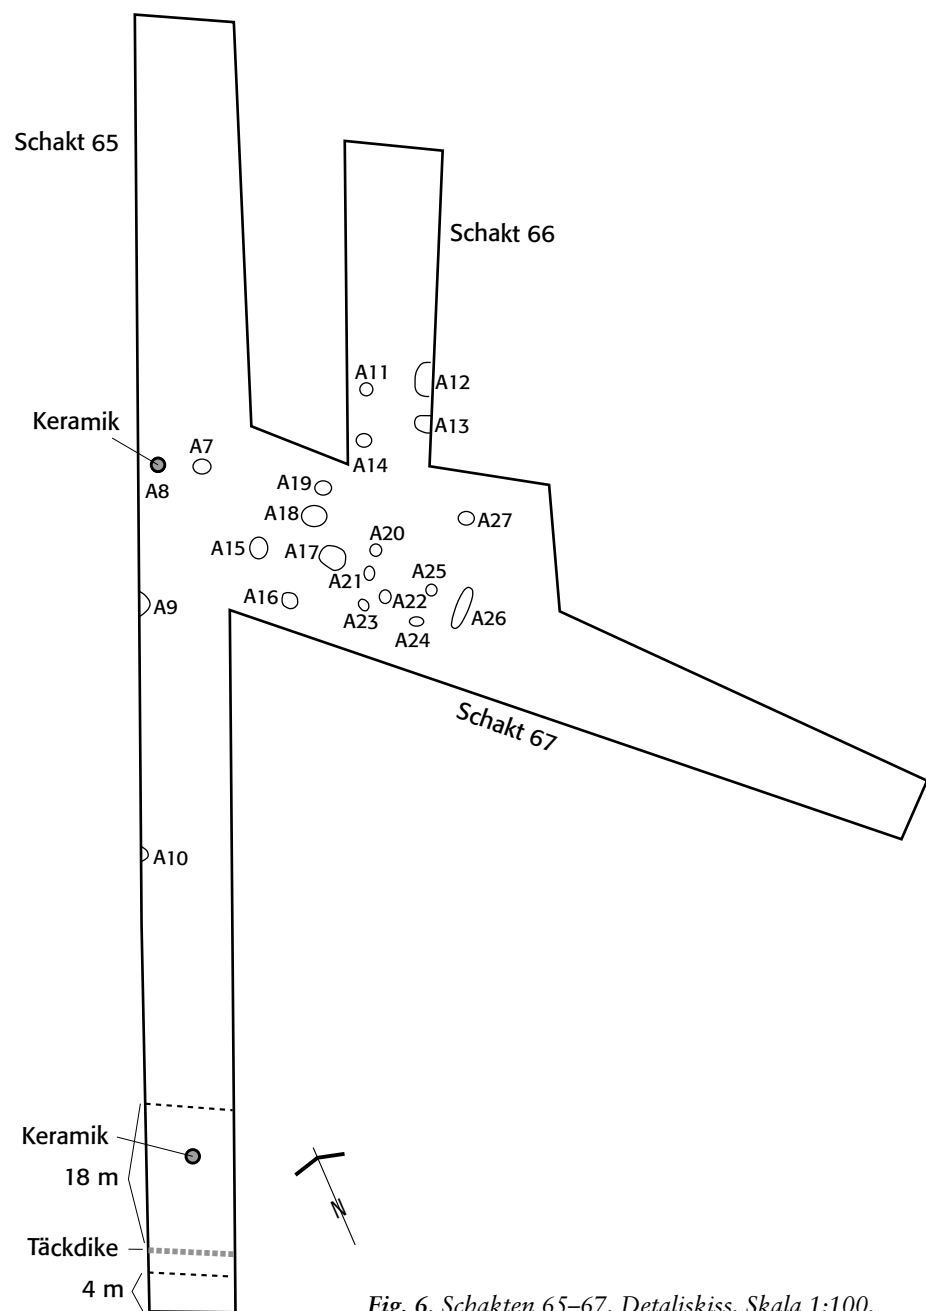 Schakt 65
Schakt 66
A11
A12
Keramik
A13
A7
A14
A19
A8
A18
A27
A20
A15
A17
A21
A25
A16
A22
A9
A23
A26
A24
Schakt 67
A10
Keramik
18 m
N
Täckdike
4 m
Fig. 6. Schakten 65–67. Detaljskiss. Skala 1:100.